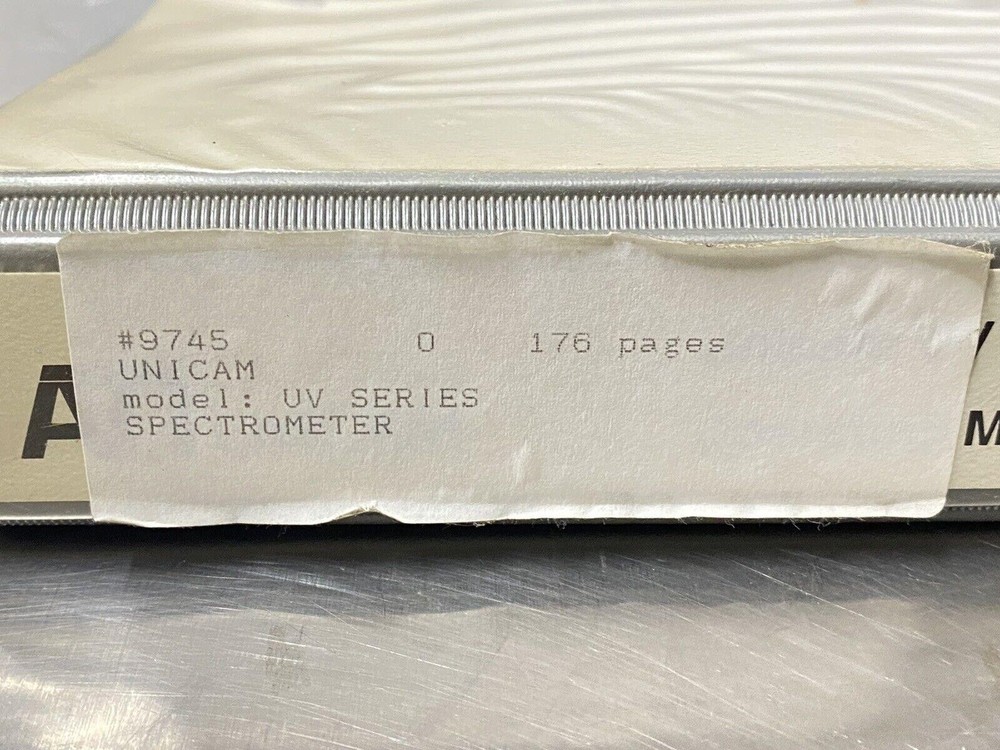 #9745 0 176 pages
UNICAM
model: UV SERIES
SPECTROMETER
A
M